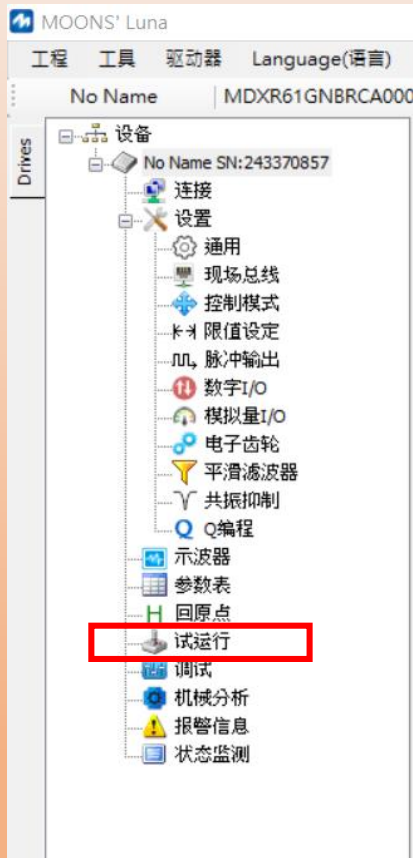 MOONS' Luna
工程 工具 驱动器 Language(语言)
No Name MDXR61GNBRCA000
Drives
设备
No Name SN:243370857
连接
设置
通用
现场总线
控制模式
限值设定
脉冲输出
数字I/O
模拟量I/O
电子齿轮
平滑滤波器
共振抑制
Q Q编程
示波器
参数表
H 回原点
试运行
调试
机械分析
报警信息
状态监测